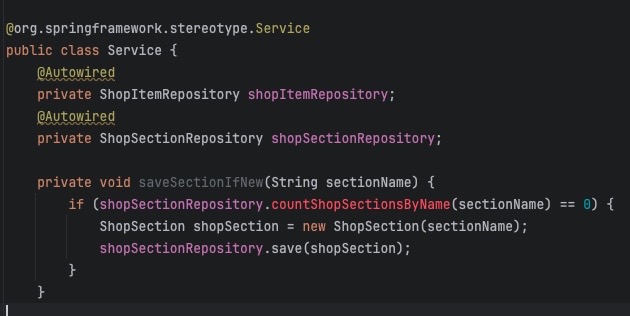 @org.springframework.stereotype.Service
public class Service {
@Autowired
private ShopItemRepository shopItemRepository;
@Autowired
private ShopSectionRepository shopSectionRepository;
private void saveSectionIfNew(String sectionName) {
if (shopSectionRepository.countShopSectionsByName(sectionName) == 0) {
ShopSection shopSection = new ShopSection(sectionName);
shopSectionRepository.save(shopSection);
}
}